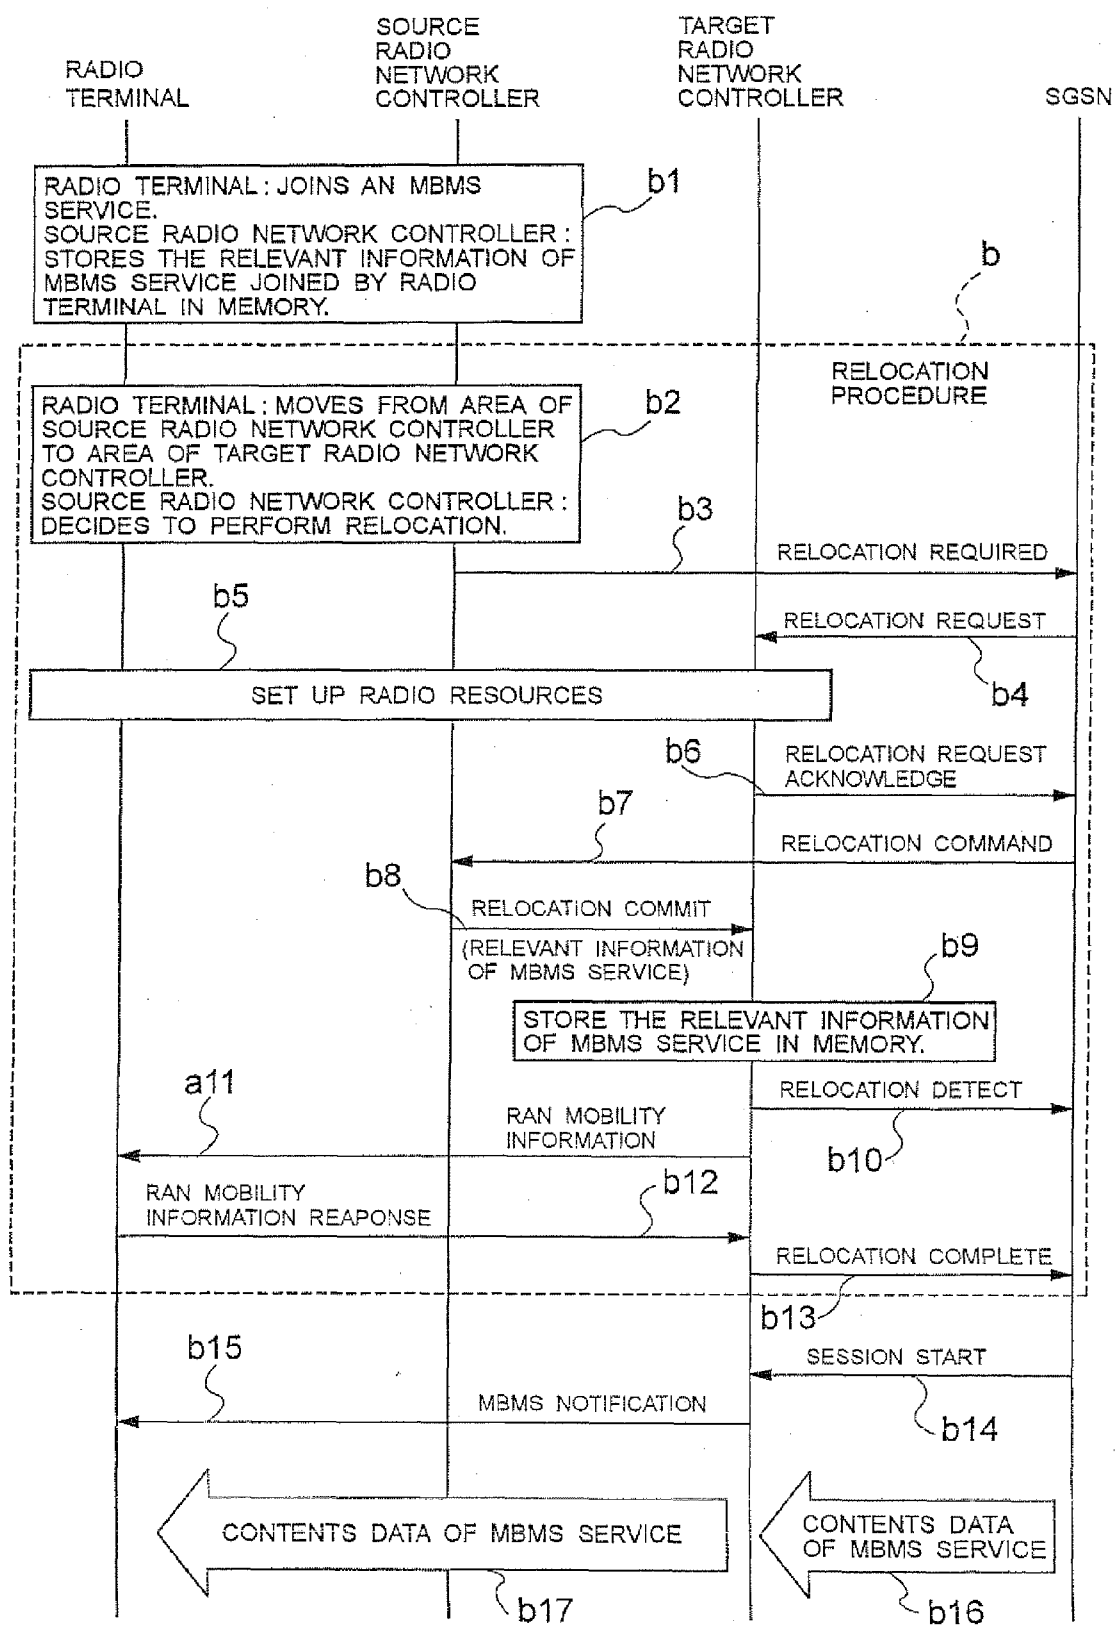 RADIO
TERMINAL
SOURCE
RADIO
NETWORK
CONTROLLER
TARGET
RADIO
NETWORK
CONTROLLER
SGSN
RADIO TERMINAL : JOINS AN MBMS
SERVICE.
SOURCE RADIO NETWORK CONTROLLER :
STORES THE RELEVANT INFORMATION OF
MBMS SERVICE JOINED BY RADIO
TERMINAL IN MEMORY.
b1
b
RELOCATION
PROCEDURE
RADIO TERMINAL : MOVES FROM AREA OF
SOURCE RADIO NETWORK CONTROLLER
TO AREA OF TARGET RADIO NETWORK
CONTROLLER.
SOURCE RADIO NETWORK CONTROLLER :
DECIDES TO PERFORM RELOCATION.
b2
b3
RELOCATION REQUIRED
b5
RELOCATION REQUEST
b4
SET UP RADIO RESOURCES
b6
RELOCATION REQUEST
ACKNOWLEDGE
b7
RELOCATION COMMAND
b8
RELOCATION COMMIT
(RELEVANT INFORMATION
OF MBMS SERVICE)
b9
STORE THE RELEVANT INFORMATION
OF MBMS SERVICE IN MEMORY.
a11
RELOCATION DETECT
b10
RAN MOBILITY
INFORMATION
b12
RAN MOBILITY
INFORMATION REAPONSE
RELOCATION COMPLETE
b13
b15
SESSION START
b14
MBMS NOTIFICATION
CONTENTS DATA OF MBMS SERVICE
b17
CONTENTS DATA
OF MBMS SERVICE
b16